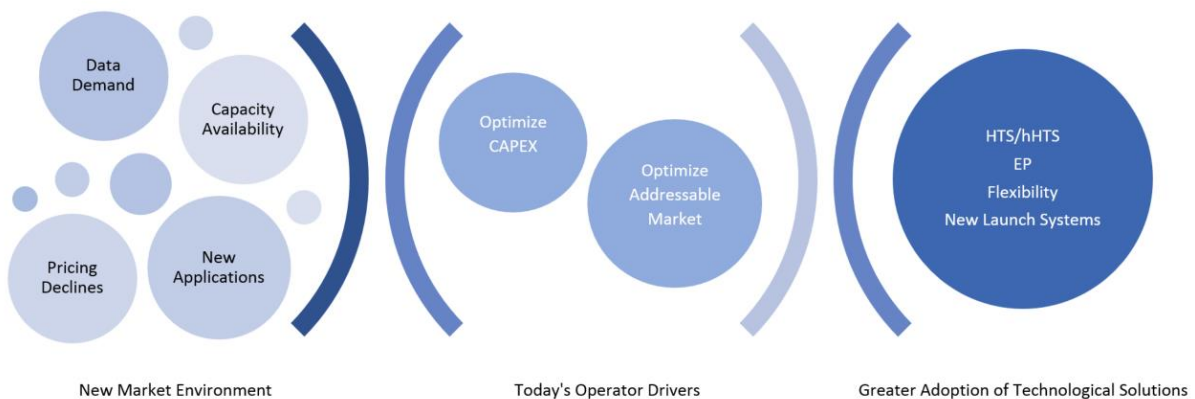 Data
Demand
Capacity
Availability
Pricing
Declines
New
Applications
New Market Environment
Optimize
CAPEX
Optimize
Addressable
Market
Today's Operator Drivers
HTS/hHTS
EP
Flexibility
New Launch Systems
Greater Adoption of Technological Solutions